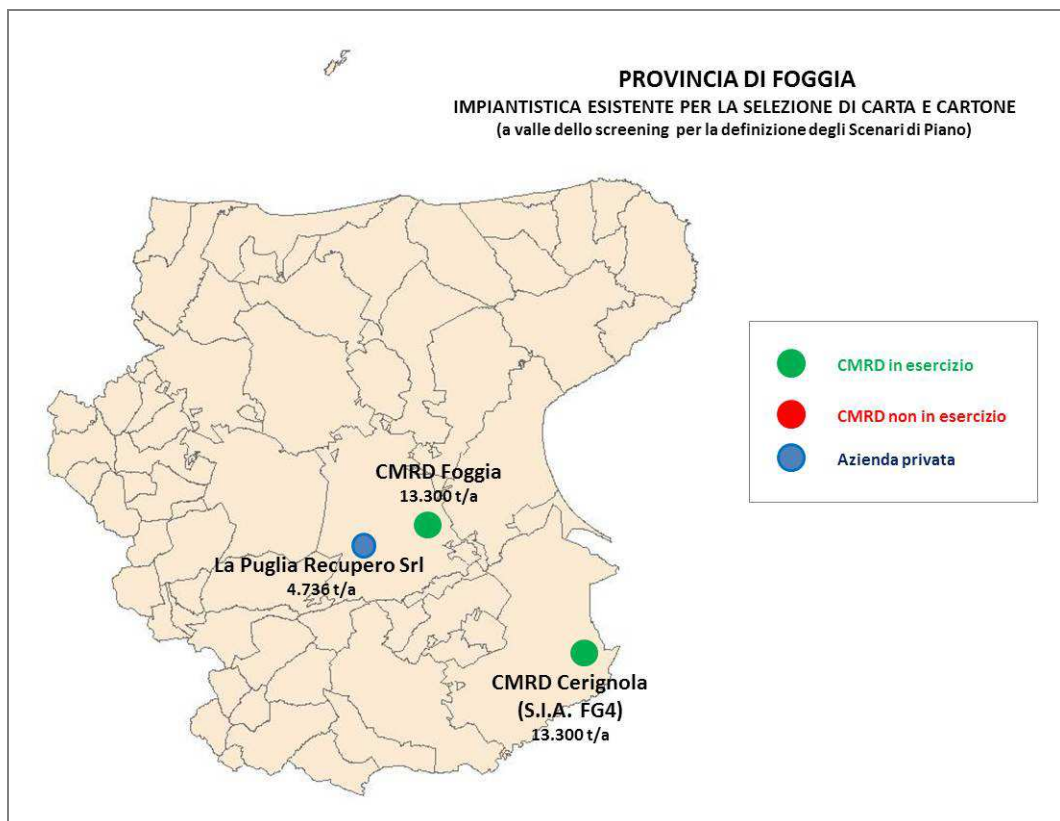 PROVINCIA DI FOGGIA
IMPIANTISTICA ESISTENTE PER LA SELEZIONE DI CARTA E CARTONE
(a valle dello screening per la definizione degli Scenari di Piano)
CMRD in esercizio
CMRD non in esercizio
Azienda privata
CMRD Foggia
13.300 t/a
La Puglia Recupero Srl
4.736 t/a
CMRD Cerignola
(S.I.A. FG4)
13.300 t/a